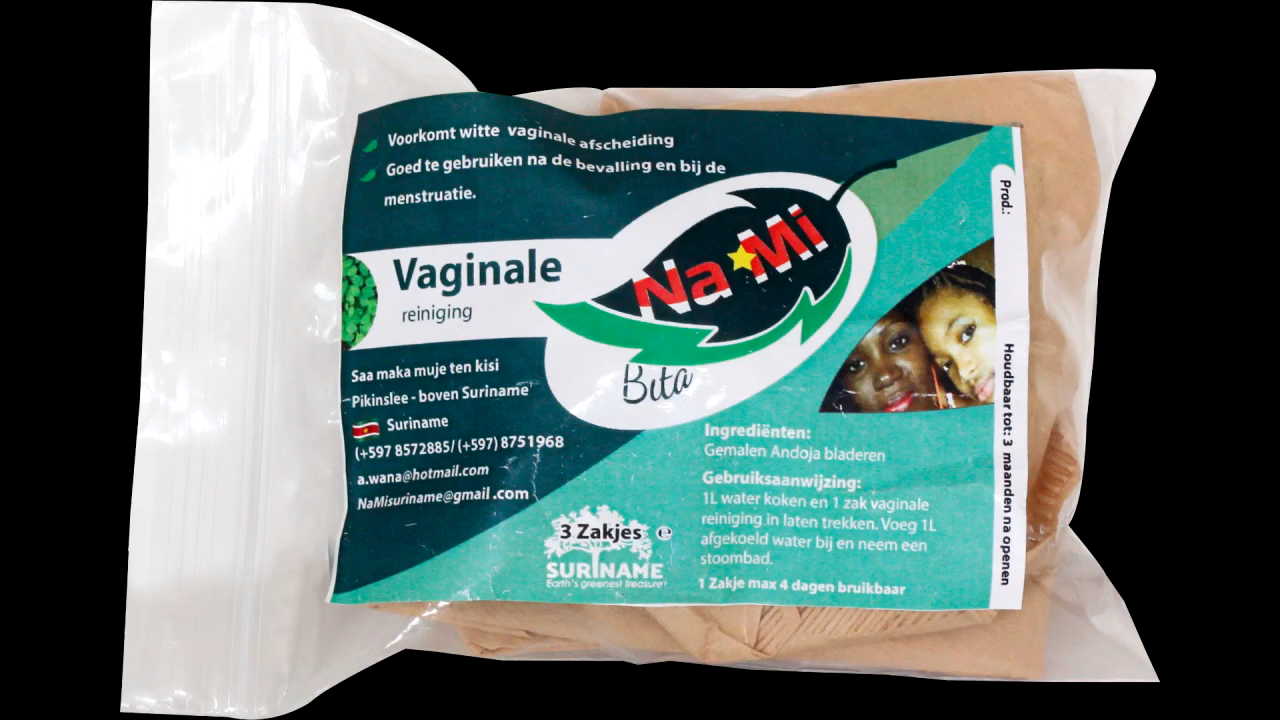 Voorkomt witte vaginale afscheiding
Goed te gebruiken na de bevalling en bij de
menstruatie.
Vaginale
reiniging
Na Mi
Bita
Saa maka muje ten kisi
Pikinslee - boven Suriname
Suriname
(+597 8572885/ (+597) 8751968
a.wana@hotmail.com
NaMisuriname@gmail.com
3 Zakjes e
SURINAME
Earth's greenest treasure
Ingrediënten:
Gemalen Andoja bladeren
Gebruiksaanwijzing:
1L water koken en 1 zak vaginale
reiniging in laten trekken. Voeg 1L
afgekoeld water bij en neem een
stoombad.
1 Zakje max 4 dagen bruikbaar
Prod.:
Houdbaar tot: 3 maanden na openen